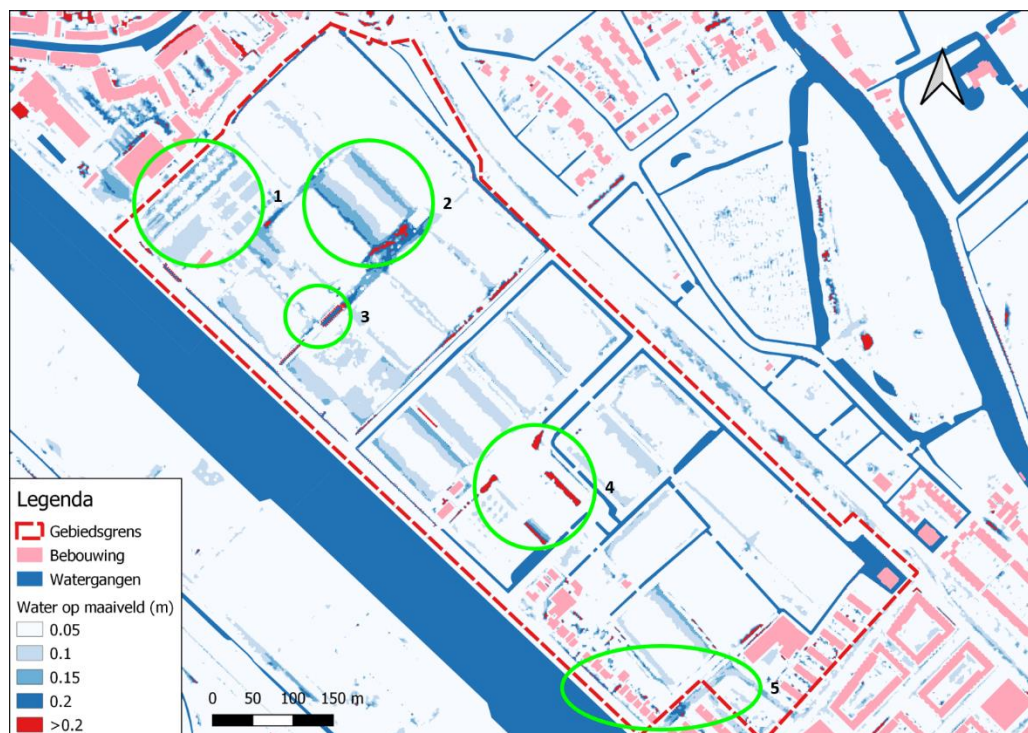 1
2
3
4
5
Legenda
Gebiedsgrens
Bebouwing
Watergangen
Water op maaiveld (m)
0.05
0.1
0.15
0.2
>0.2
0 50 100 150 m